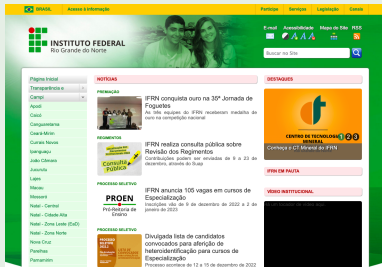 BRASIL Acesso à informação Participe Serviços Legislação Canais
E-mail Acessibilidade Mapa do Site RSS
INSTITUTO FEDERAL
Rio Grande do Norte
Buscar no Site
Página Inicial
Transparência e
Campi
Apodi
Caicó
Canguaretama
Ceará-Mirim
Currais Novos
Ipanguaçu
João Câmara
Jucurutu
Lajes
Macau
Mossoró
Natal - Central
Natal - Cidade Alta
Natal - Zona Leste (EaD)
Natal - Zona Norte
Nova Cruz
Parelhas
Parnamirim
NOTÍCIAS
PREMIAÇÃO
IFRN conquista ouro na 35ª Jornada de
Foguetes
As três equipes do IFRN receberam medalha de
ouro na competição nacional
REGIMENTOS
Consulta
Pública
IFRN realiza consulta pública sobre
Revisão dos Regimentos
Contribuições podem ser enviadas de 9 a 23 de
dezembro, através do Suap
PROCESSO SELETIVO
PROEN
Pró-Reitoria de
Ensino
IFRN anuncia 105 vagas em cursos de
Especialização
Inscrições vão de 9 de dezembro de 2022 a 2 de
janeiro de 2023
PROCESSO SELETIVO
Divulgada lista de candidatos
convocados para aferição de
heteroidentificação para cursos de
Especialização
Processo acontece de 12 a 15 de dezembro de 2022
DESTAQUES
CENTRO DE TECNOLOGIA
MINERAL
1 2 3
Conheça o CT Mineral do IFRN
IFRN EM PAUTA
VÍDEO INSTITUCIONAL